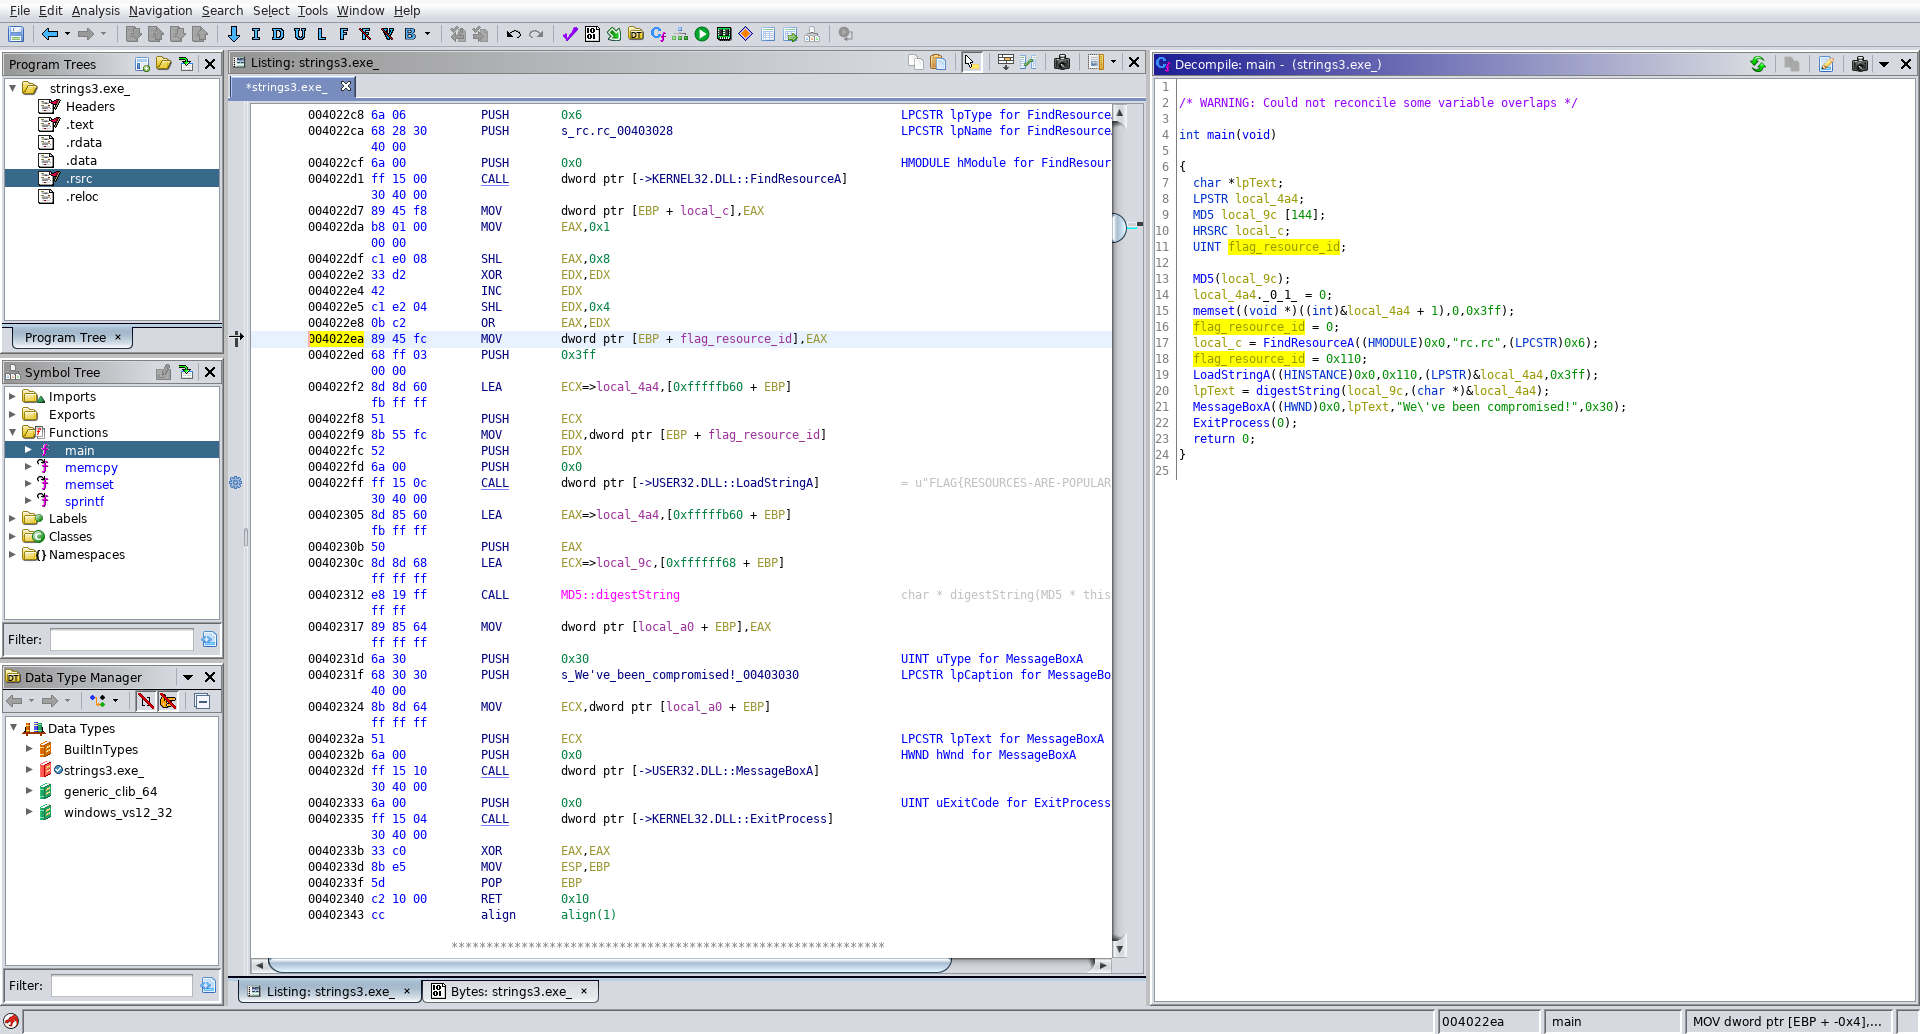 File Edit Analysis Navigation Search Select Tools Window Help
I D U L F R V B
Program Trees
strings3.exe_
Headers
.text
.rdata
.data
.rsrc
.reloc
Program Tree ×
Symbol Tree
Imports
Exports
Functions
main
memcpy
memset
sprintf
Labels
Classes
Namespaces
Filter:
Data Type Manager
Data Types
BuiltInTypes
strings3.exe_
generic_clib_64
windows_vs12_32
Filter:
Listing: strings3.exe_
*strings3.exe_
004022c8 6a 06 PUSH 0x6 LPCSTR lpType for FindResource
004022ca 68 28 30 PUSH s_rc.rc_00403028 LPCSTR lpName for FindResource
40 00
004022cf 6a 00 PUSH 0x0 HMODULE hModule for FindResour
004022d1 ff 15 00 CALL dword ptr [->KERNEL32.DLL::FindResourceA]
30 40 00
004022d7 89 45 f8 MOV dword ptr [EBP + local_c],EAX
004022da b8 01 00 MOV EAX,0x1
00 00
004022df c1 e0 08 SHL EAX,0x8
004022e2 33 d2 XOR EDX,EDX
004022e4 42 INC EDX
004022e5 c1 e2 04 SHL EDX,0x4
004022e8 0b c2 OR EAX,EDX
004022ea 89 45 fc MOV dword ptr [EBP + flag_resource_id],EAX
004022ed 68 ff 03 PUSH 0x3ff
00 00
004022f2 8d 8d 60 LEA ECX=>local_4a4,[0xfffffb60 + EBP]
fb ff ff
004022f8 51 PUSH ECX
004022f9 8b 55 fc MOV EDX,dword ptr [EBP + flag_resource_id]
004022fc 52 PUSH EDX
004022fd 6a 00 PUSH 0x0
004022ff ff 15 0c CALL dword ptr [->USER32.DLL::LoadStringA] = u"FLAG{RESOURCES-ARE-POPULAR
30 40 00
00402305 8d 85 60 LEA EAX=>local_4a4,[0xfffffb60 + EBP]
fb ff ff
0040230b 50 PUSH EAX
0040230c 8d 8d 68 LEA ECX=>local_9c,[0xffffff68 + EBP]
ff ff ff
00402312 e8 19 ff CALL MD5::digestString char * digestString(MD5 * this
ff ff
00402317 89 85 64 MOV dword ptr [local_a0 + EBP],EAX
ff ff ff
0040231d 6a 30 PUSH 0x30 UINT uType for MessageBoxA
0040231f 68 30 30 PUSH s_We've_been_compromised!_00403030 LPCSTR lpCaption for MessageBo
40 00
00402324 8b 8d 64 MOV ECX,dword ptr [local_a0 + EBP]
ff ff ff
0040232a 51 PUSH ECX LPCSTR lpText for MessageBoxA
0040232b 6a 00 PUSH 0x0 HWND hWnd for MessageBoxA
0040232d ff 15 10 CALL dword ptr [->USER32.DLL::MessageBoxA]
30 40 00
00402333 6a 00 PUSH 0x0 UINT uExitCode for ExitProcess
00402335 ff 15 04 CALL dword ptr [->KERNEL32.DLL::ExitProcess]
30 40 00
0040233b 33 c0 XOR EAX,EAX
0040233d 8b e5 MOV ESP,EBP
0040233f 5d POP EBP
00402340 c2 10 00 RET 0x10
00402343 cc align align(1)
**************************************************************
Listing: strings3.exe_ × Bytes: strings3.exe_ ×
Decompile: main - (strings3.exe_)
1
2 /* WARNING: Could not reconcile some variable overlaps */
3
4 int main(void)
5
6 {
7 char *lpText;
8 LPSTR local_4a4;
9 MD5 local_9c [144];
10 HRSRC local_c;
11 UINT flag_resource_id;
12
13 MD5(local_9c);
14 local_4a4._0_1_ = 0;
15 memset((void *)((int)&local_4a4 + 1),0,0x3ff);
16 flag_resource_id = 0;
17 local_c = FindResourceA((HMODULE)0x0,"rc.rc",(LPCSTR)0x6);
18 flag_resource_id = 0x110;
19 LoadStringA((HINSTANCE)0x0,0x110,(LPSTR)&local_4a4,0x3ff);
20 lpText = digestString(local_9c,(char *)&local_4a4);
21 MessageBoxA((HWND)0x0,lpText,"We\'ve been compromised!",0x30);
22 ExitProcess(0);
23 return 0;
24 }
25
004022ea main MOV dword ptr [EBP + -0x4],...